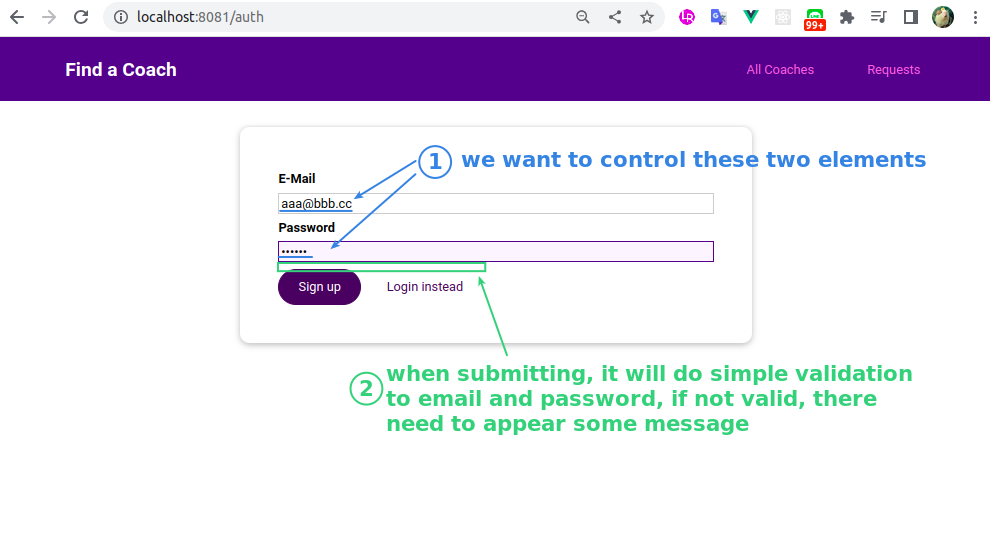 localhost:8081/auth
99+
Find a Coach
All Coaches
Requests
1 we want to control these two elements
E-Mail
aaa@bbb.cc
Password
••••••
Sign up
Login instead
2 when submitting, it will do simple validation
to email and password, if not valid, there
need to appear some message